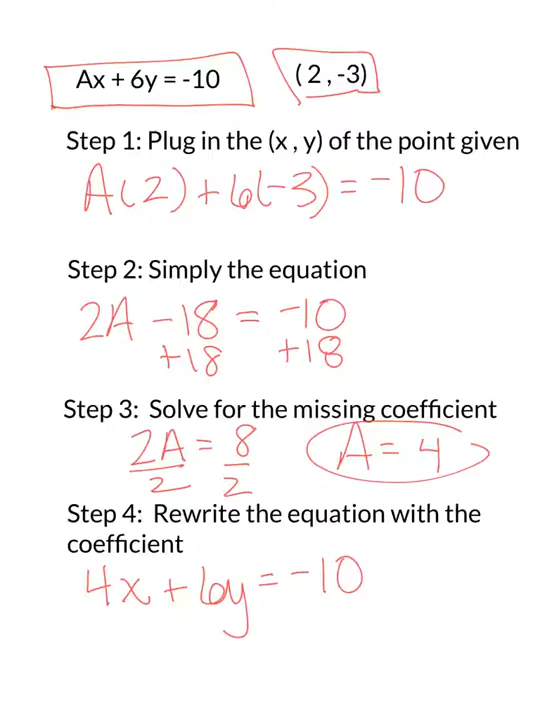 Ax + 6y = -10 (2 , -3)
Step 1: Plug in the (x , y) of the point given
A(2) + 6(-3) = -10
Step 2: Simply the equation
2A - 18 = -10
+18 +18
Step 3: Solve for the missing coefficient
2A = 8 A = 4
2 2
Step 4: Rewrite the equation with the
coefficient
4x + 6y = -10